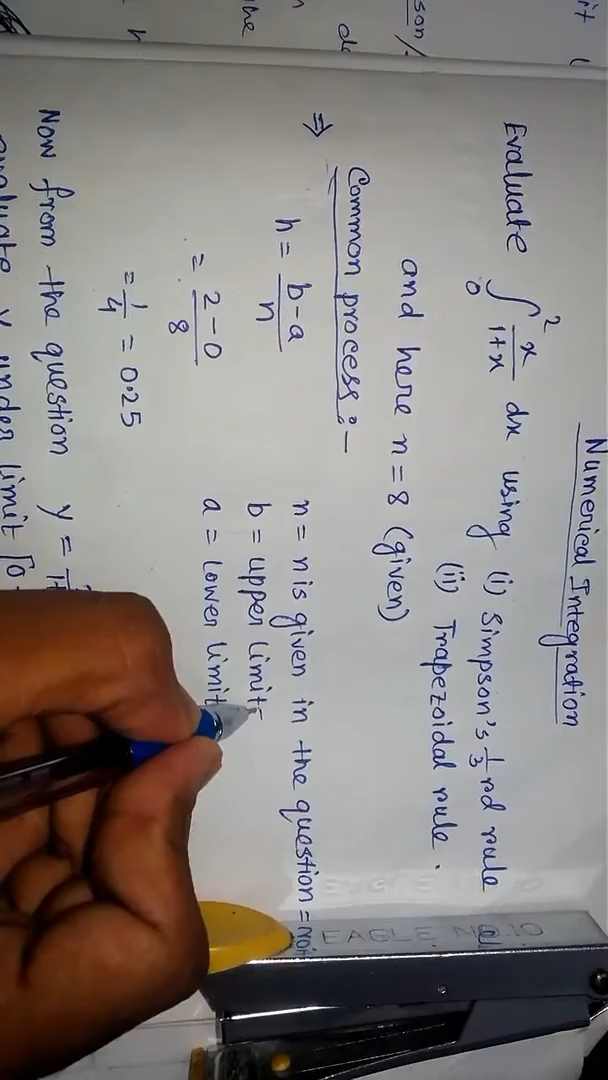 Numerical Integration
Evaluate ∫₀² x/(1+x) dx using (i) Simpson's 1/3 rd rule
(ii) Trapezoidal rule.
and here n = 8 (given)
⇒ Common process :-
h = (b-a)/n
n = n is given in the question =
b = upper limit
= (2-0)/8
a = lower limit
= 1/4 = 0.25
Now from the question y =
under limit
EAGLE NO. 10